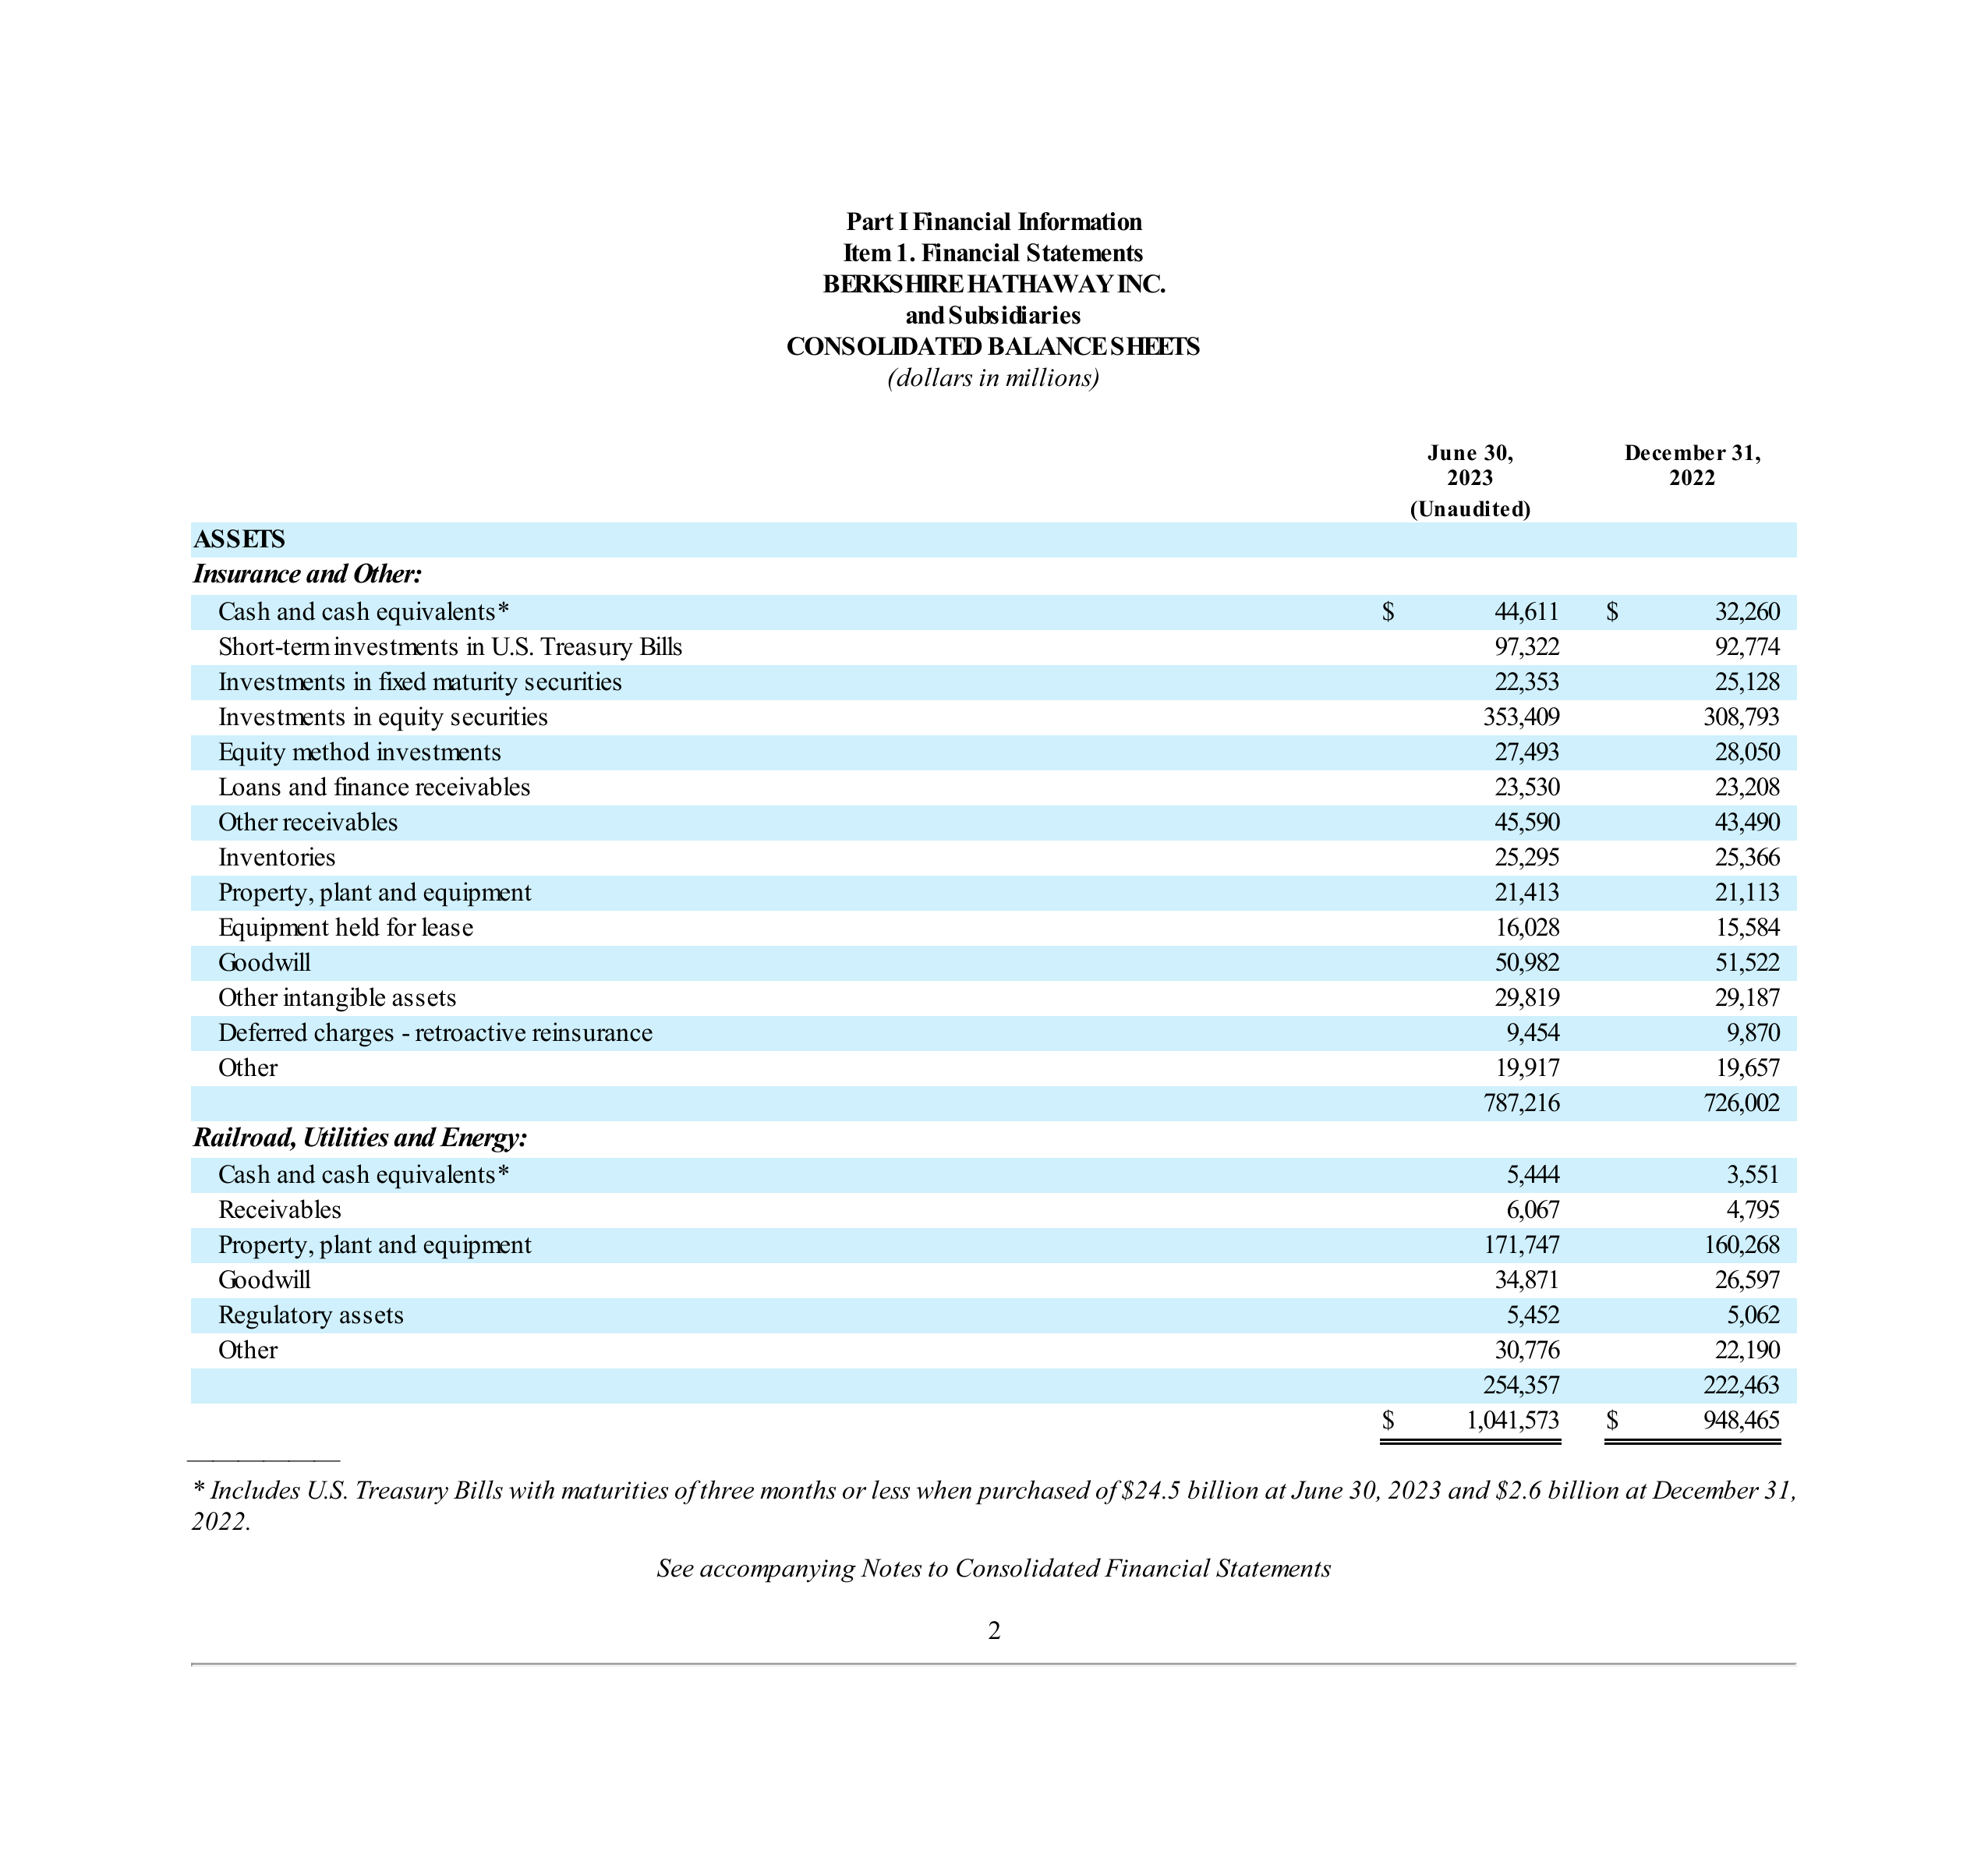 Part I Financial Information
Item 1. Financial Statements
BERKSHIRE HATHAWAY INC.
and Subsidiaries
CONSOLIDATED BALANCE SHEETS
(dollars in millions)
June 30, 2023 December 31, 2022
(Unaudited)
ASSETS
Insurance and Other:
Cash and cash equivalents* $ 44,611 $ 32,260
Short-term investments in U.S. Treasury Bills 97,322 92,774
Investments in fixed maturity securities 22,353 25,128
Investments in equity securities 353,409 308,793
Equity method investments 27,493 28,050
Loans and finance receivables 23,530 23,208
Other receivables 45,590 43,490
Inventories 25,295 25,366
Property, plant and equipment 21,413 21,113
Equipment held for lease 16,028 15,584
Goodwill 50,982 51,522
Other intangible assets 29,819 29,187
Deferred charges - retroactive reinsurance 9,454 9,870
Other 19,917 19,657
787,216 726,002
Railroad, Utilities and Energy:
Cash and cash equivalents* 5,444 3,551
Receivables 6,067 4,795
Property, plant and equipment 171,747 160,268
Goodwill 34,871 26,597
Regulatory assets 5,452 5,062
Other 30,776 22,190
254,357 222,463
$ 1,041,573 $ 948,465
* Includes U.S. Treasury Bills with maturities of three months or less when purchased of $24.5 billion at June 30, 2023 and $2.6 billion at December 31,
2022.
See accompanying Notes to Consolidated Financial Statements
2